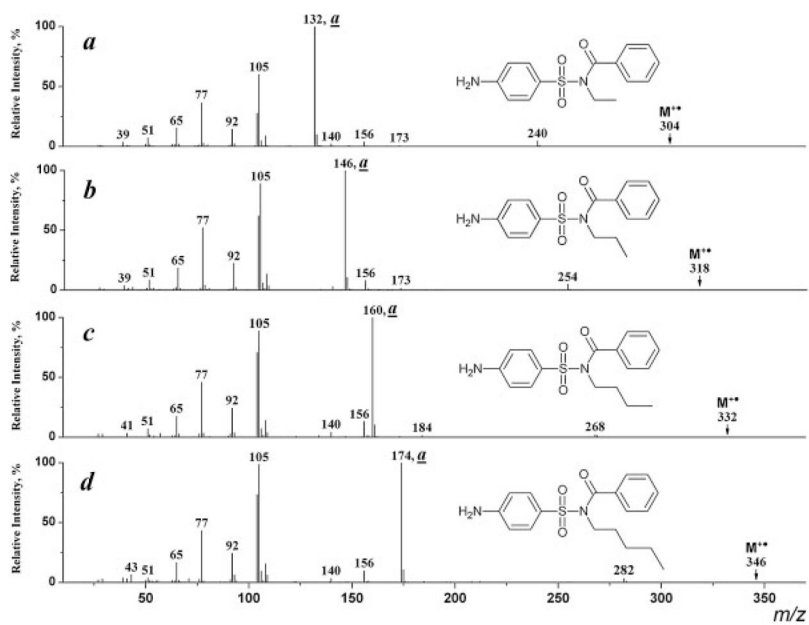 Relative Intensity, %
100
50
0
a
39
51
65
77
92
105
132, a
140
156
173
240
M+•
304
H2N
O
S
O
N
O
Relative Intensity, %
100
50
0
b
39
51
65
77
92
105
146, a
156
173
254
M+•
318
H2N
O
S
O
N
O
Relative Intensity, %
100
50
0
c
41
51
65
77
92
105
140
156
160, a
184
268
M+•
332
H2N
O
S
O
N
O
Relative Intensity, %
100
50
0
d
43
51
65
77
92
105
140
156
174, a
282
M+•
346
H2N
O
S
O
N
O
50 100 150 200 250 300 350
m/z